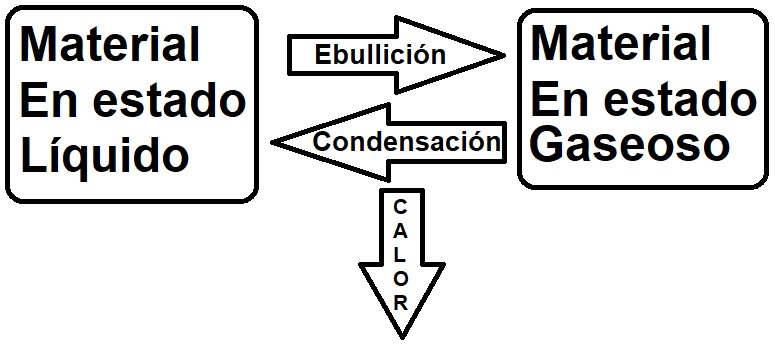 Material
En estado
Líquido
Ebullición
Condensación
Material
En estado
Gaseoso
C
A
L
O
R